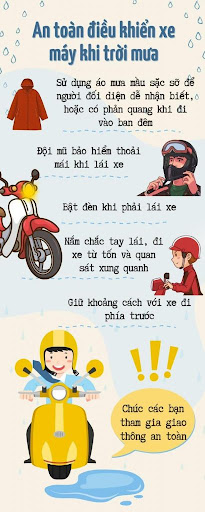 An toàn điều khiển xe
máy khi trời mưa
Sử dụng áo mưa màu sặc sỡ để
người đối diện dễ nhận biết,
hoặc có phản quang khi đi
vào ban đêm
Đội mũ bảo hiểm thoải
mái khi lái xe
Bật đèn khi phải lái xe
Nắm chắc tay lái, đi
xe từ tốn và quan
sát xung quanh
Giữ khoảng cách với xe đi
phía trước
Chúc các bạn
tham gia giao
thông an toàn